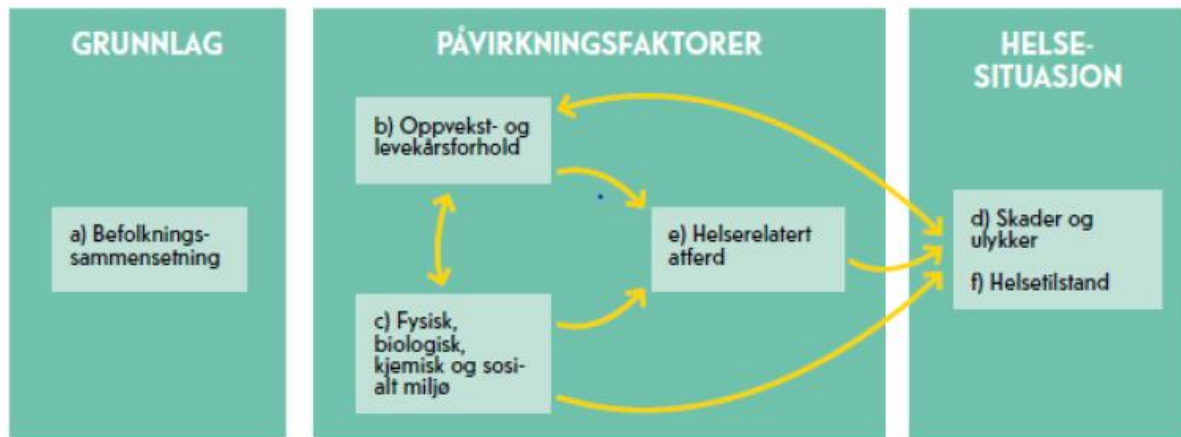 GRUNNLAG
a) Befolknings-
sammensetning
PÅVIRKNINGSFAKTORER
b) Oppvekst- og
levekårsforhold
c) Fysisk,
biologisk,
kjemisk og sosi-
alt miljø
e) Helserelatert
atferd
HELSE-
SITUASJON
d) Skader og
ulykker
f) Helsetilstand